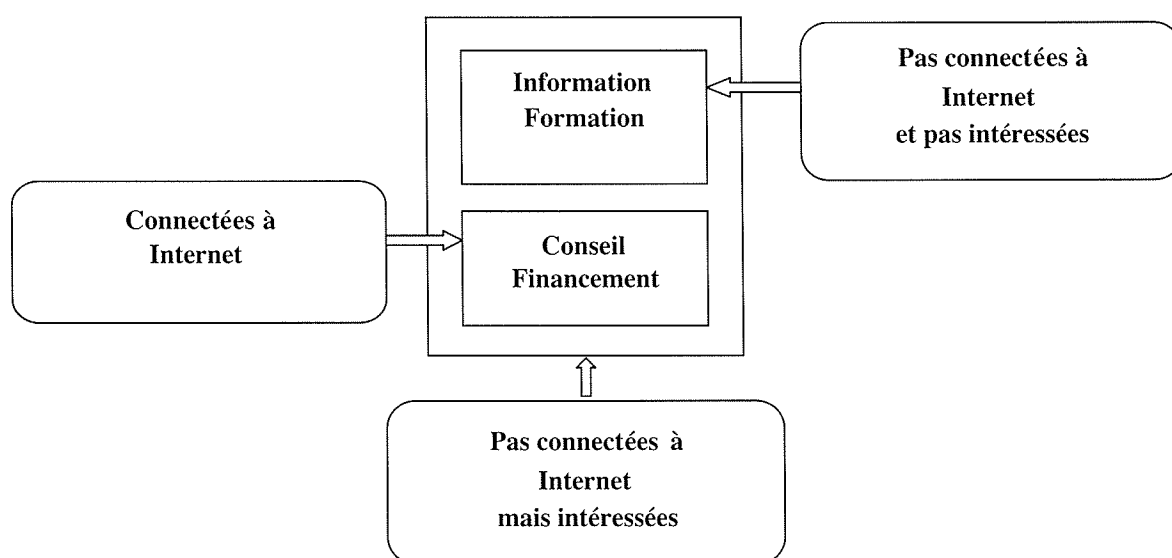 Information
Formation
Pas connectées à
Internet
et pas intéressées
Connectées à
Internet
Conseil
Financement
Pas connectées à
Internet
mais intéressées